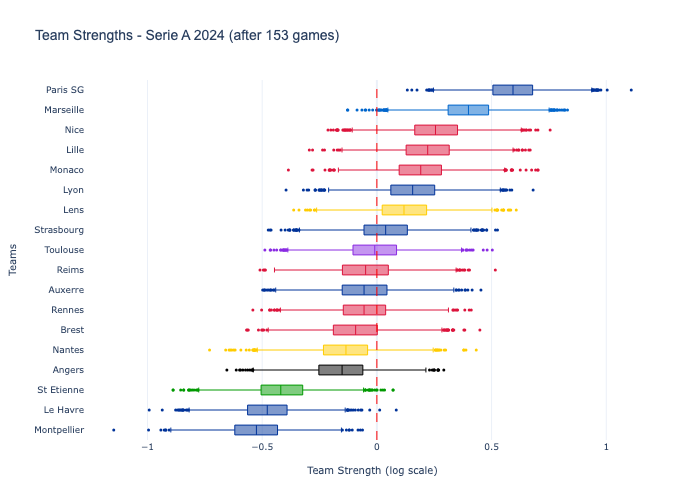 Team Strengths - Serie A 2024 (after 153 games)
Paris SG
Marseille
Nice
Lille
Monaco
Lyon
Lens
Strasbourg
Toulouse
Reims
Auxerre
Rennes
Brest
Nantes
Angers
St Etienne
Le Havre
Montpellier
Teams
−1
−0.5
0
0.5
1
Team Strength (log scale)